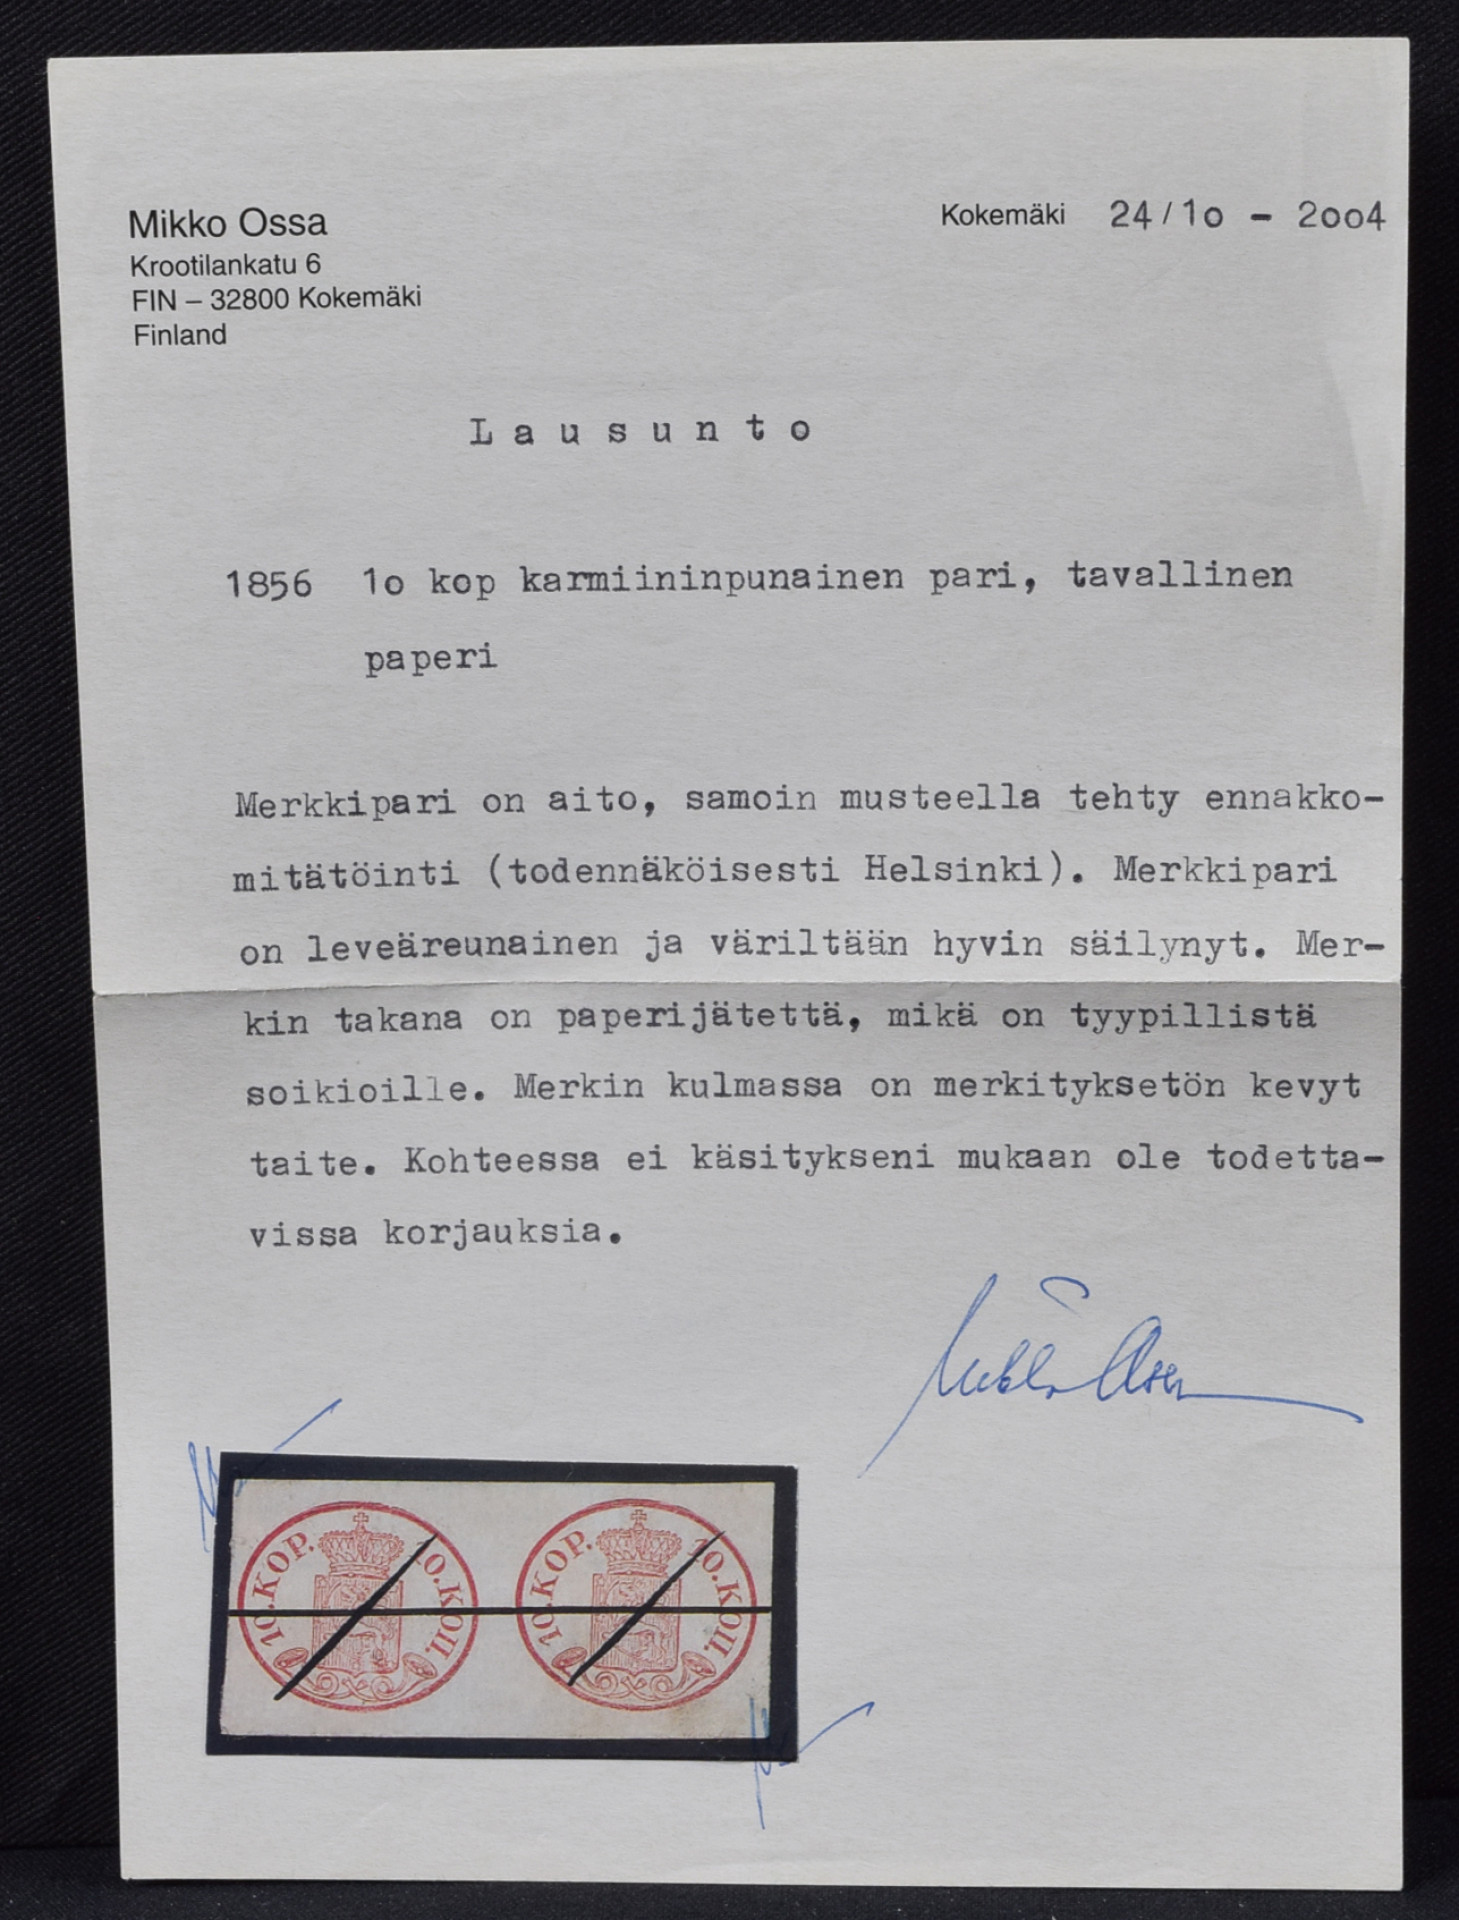 Mikko Ossa
Krootilankatu 6
FIN – 32800 Kokemäki
Finland
Kokemäki 24/1o - 2oo4
L a u s u n t o
1856 1o kop karmiininpunainen pari, tavallinen
paperi
Merkkipari on aito, samoin musteella tehty ennakko-
mitätöinti (todennäköisesti Helsinki). Merkkipari
on leveäreunainen ja väriltään hyvin säilynyt. Mer-
kin takana on paperijätettä, mikä on tyypillistä
soikioille. Merkin kulmassa on merkityksetön kevyt
taite. Kohteessa ei käsitykseni mukaan ole todetta-
vissa korjauksia.
Mikko Ossa
10.KOP. 10.КОП.
10.KOP. 10.КОП.